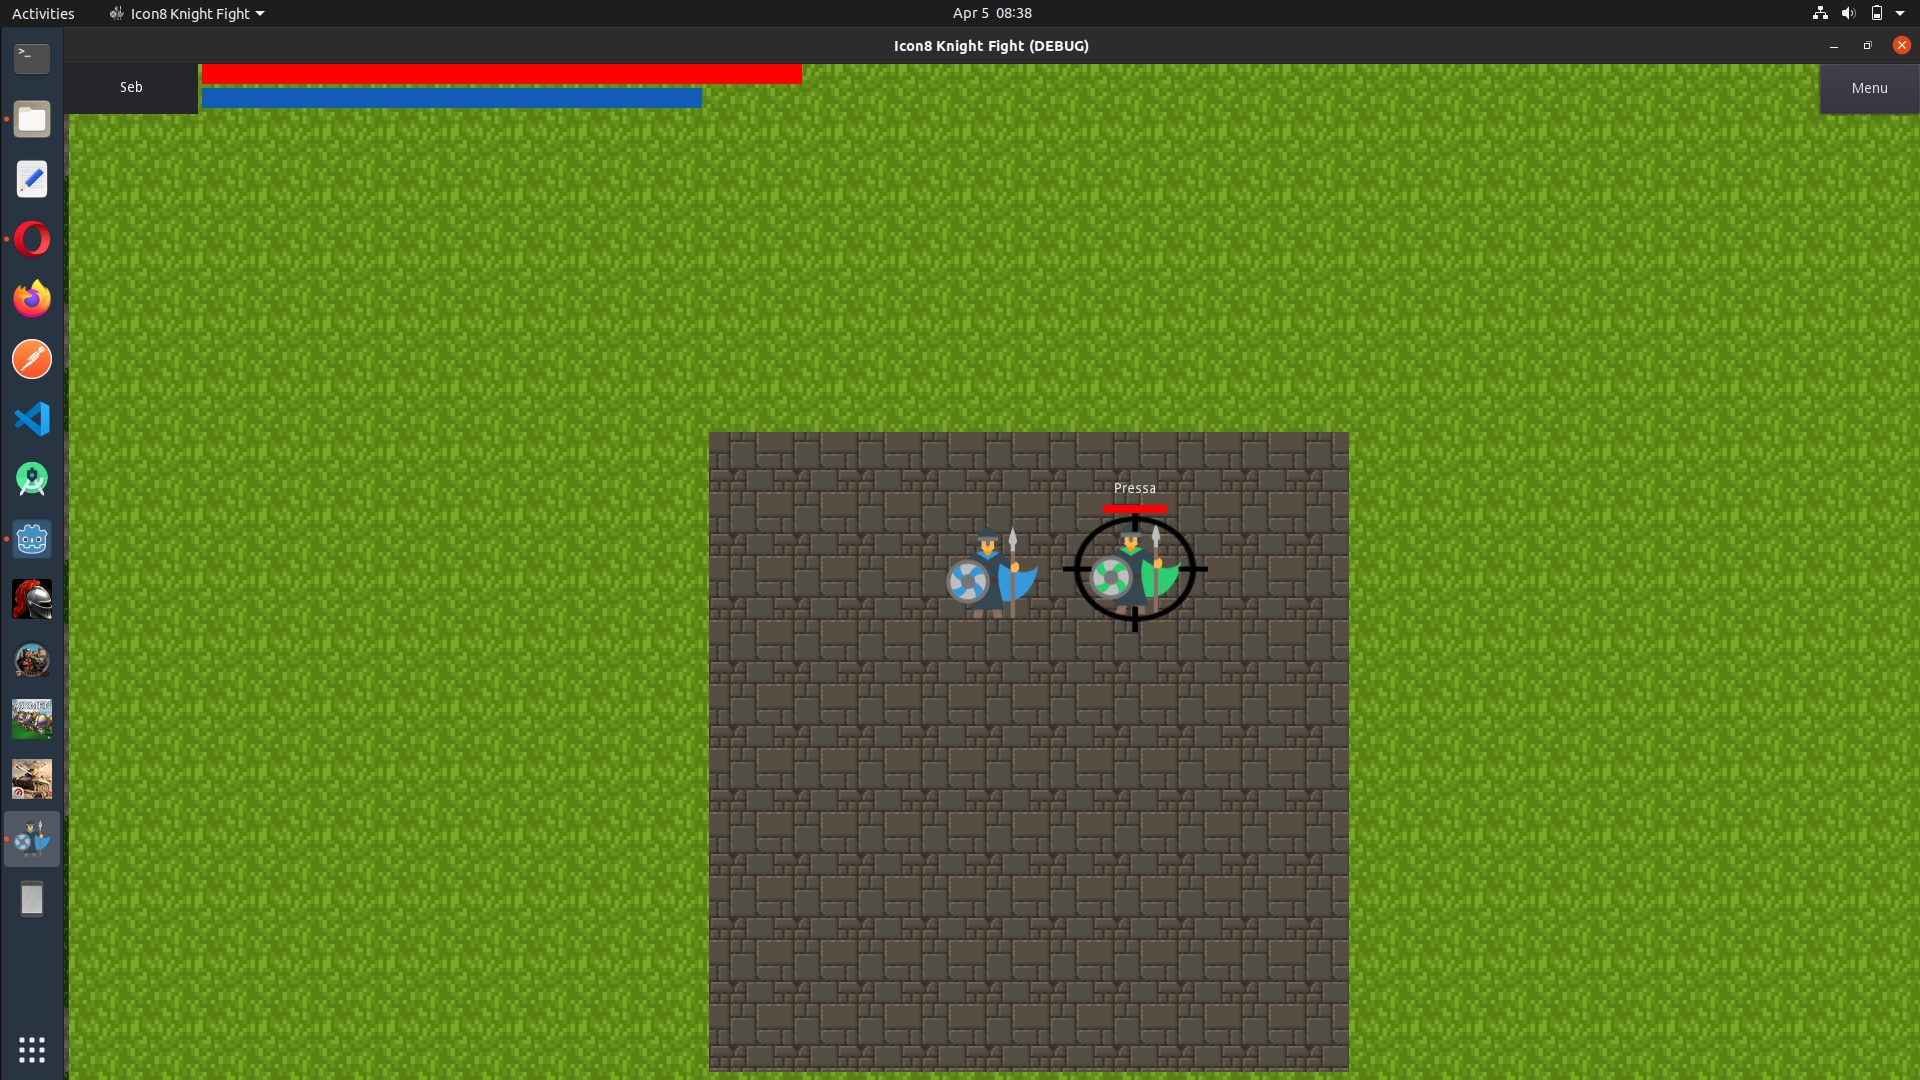 Activities
Icon8 Knight Fight
Apr 5 08:38
Icon8 Knight Fight (DEBUG)
Seb
Menu
Pressa